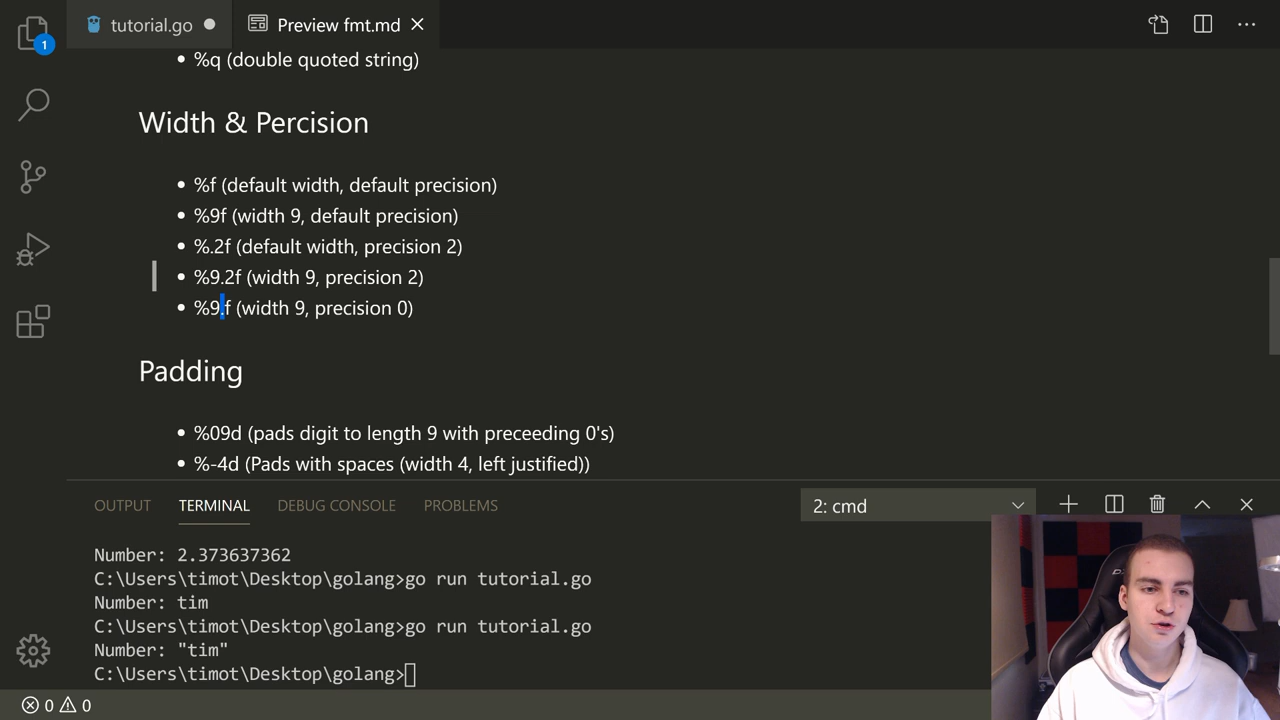 tutorial.go
Preview fmt.md
1
%q (double quoted string)
Width & Percision
%f (default width, default precision)
%9f (width 9, default precision)
%.2f (default width, precision 2)
%9.2f (width 9, precision 2)
%9.f (width 9, precision 0)
Padding
%09d (pads digit to length 9 with preceeding 0's)
%-4d (Pads with spaces (width 4, left justified))
OUTPUT TERMINAL DEBUG CONSOLE PROBLEMS 2: cmd
Number: 2.373637362
C:\Users\timot\Desktop\golang>go run tutorial.go
Number: tim
C:\Users\timot\Desktop\golang>go run tutorial.go
Number: "tim"
C:\Users\timot\Desktop\golang>
0 0